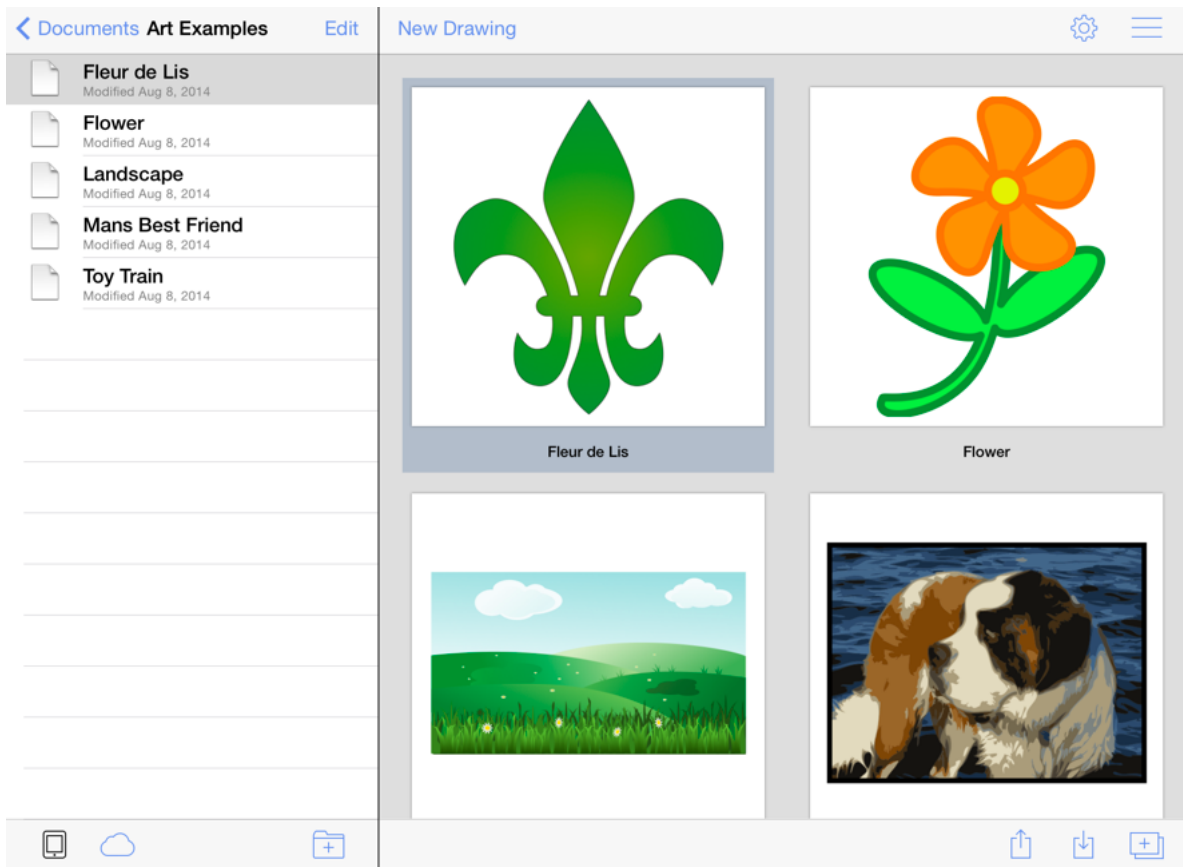 Documents Art Examples Edit
New Drawing
Fleur de Lis
Modified Aug 8, 2014
Flower
Modified Aug 8, 2014
Landscape
Modified Aug 8, 2014
Mans Best Friend
Modified Aug 8, 2014
Toy Train
Modified Aug 8, 2014
Fleur de Lis
Flower